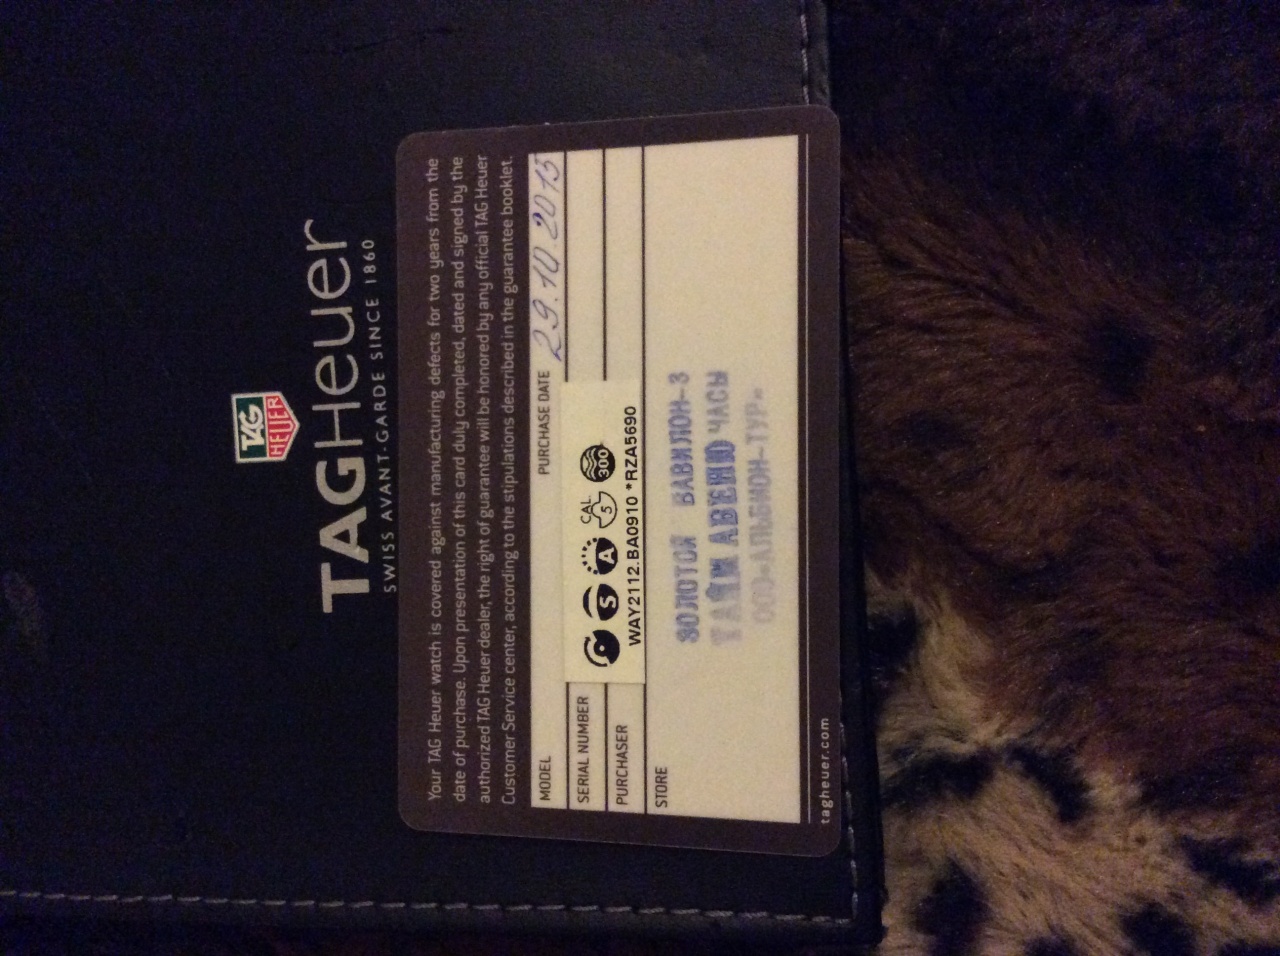 TAG
HEUER
TAGHeuer
SWISS AVANT-GARDE SINCE 1860
Your TAG Heuer watch is covered against manufacturing defects for two years from the
date of purchase. Upon presentation of this card duly completed, dated and signed by the
authorized TAG Heuer dealer, the right of guarantee will be honored by any official TAG Heuer
Customer Service center, according to the stipulations described in the guarantee booklet.
MODEL PURCHASE DATE 29.10.2015
SERIAL NUMBER S A CAL. 5 300
WAY2112.BA0910 *RZA5690
PURCHASER
STORE
ЗОЛОТОЙ ВАВИЛОН-3
ТАЙМ АВЕНЮ ЧАСЫ
ООО«АЛЬБИОН-ТУР»
tagheuer.com